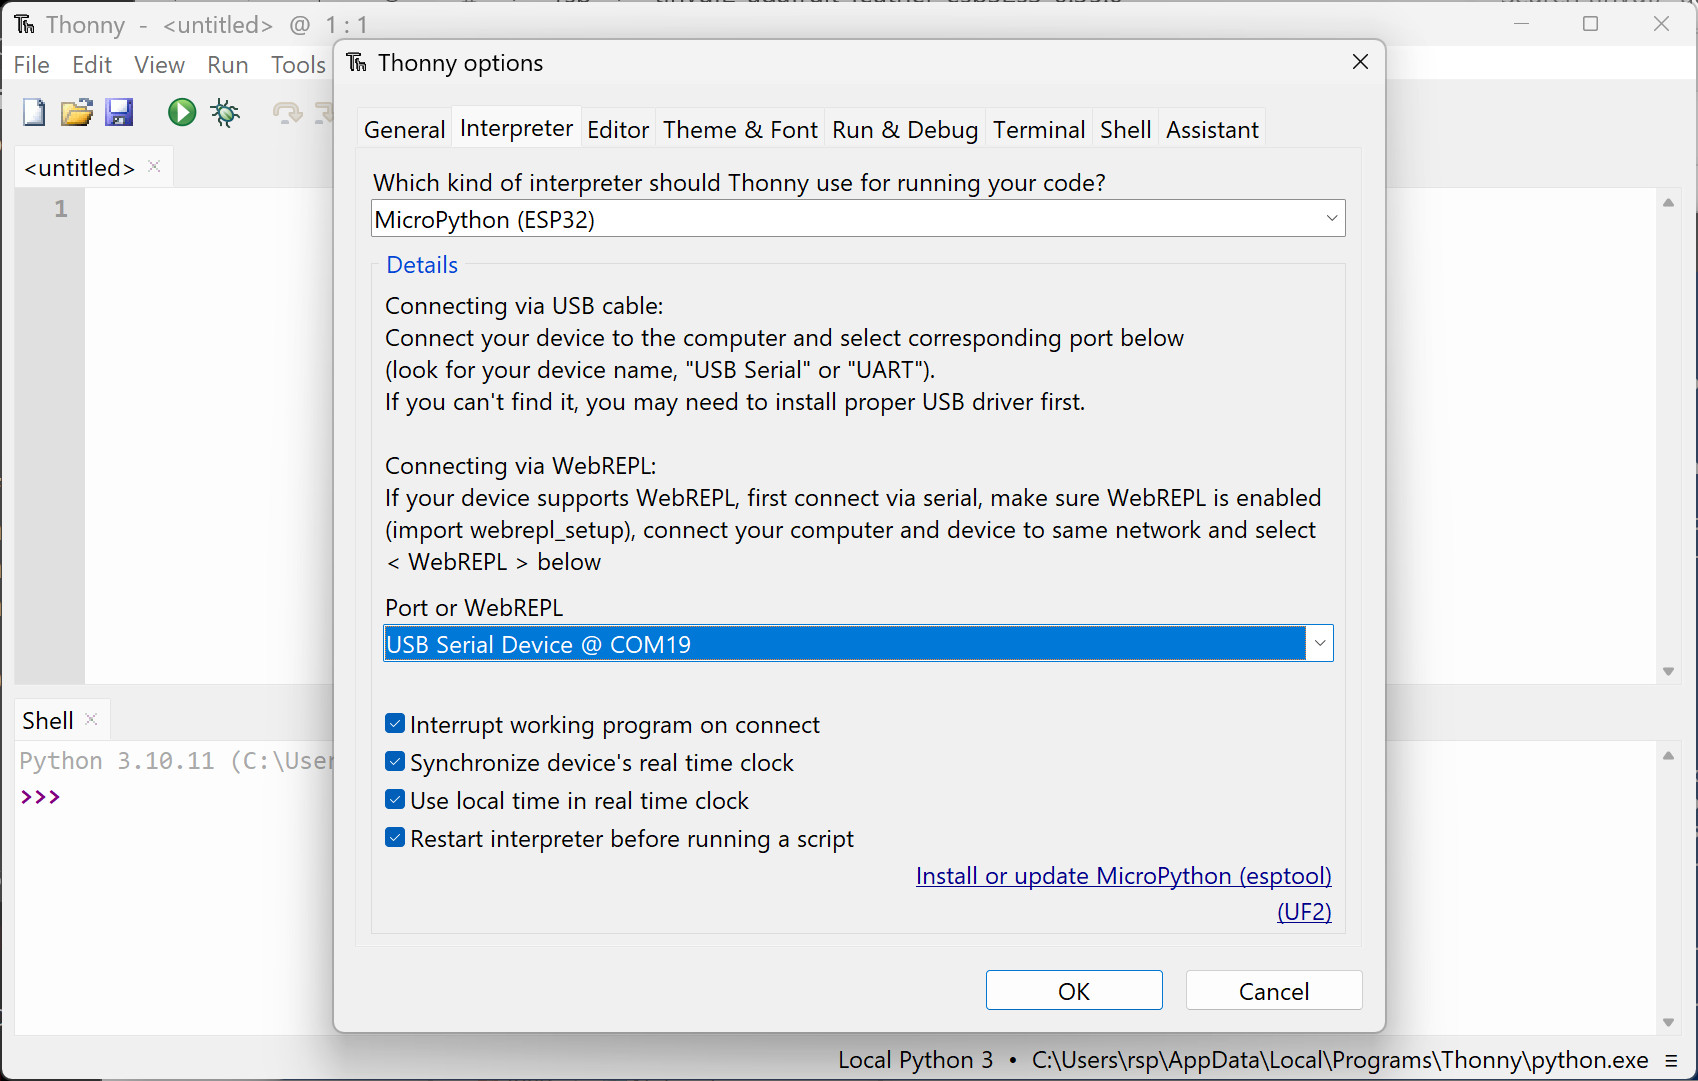 Thonny - <untitled> @ 1 : 1
File Edit View Run Tools
<untitled>
1
Thonny options
General Interpreter Editor Theme & Font Run & Debug Terminal Shell Assistant
Which kind of interpreter should Thonny use for running your code?
MicroPython (ESP32)
Details
Connecting via USB cable:
Connect your device to the computer and select corresponding port below
(look for your device name, "USB Serial" or "UART").
If you can't find it, you may need to install proper USB driver first.
Connecting via WebREPL:
If your device supports WebREPL, first connect via serial, make sure WebREPL is enabled
(import webrepl_setup), connect your computer and device to same network and select
< WebREPL > below
Port or WebREPL
USB Serial Device @ COM19
Interrupt working program on connect
Synchronize device's real time clock
Use local time in real time clock
Restart interpreter before running a script
Install or update MicroPython (esptool)
(UF2)
OK Cancel
Shell
Python 3.10.11 (C:\User
>>>
Local Python 3 • C:\Users\rsp\AppData\Local\Programs\Thonny\python.exe ≡